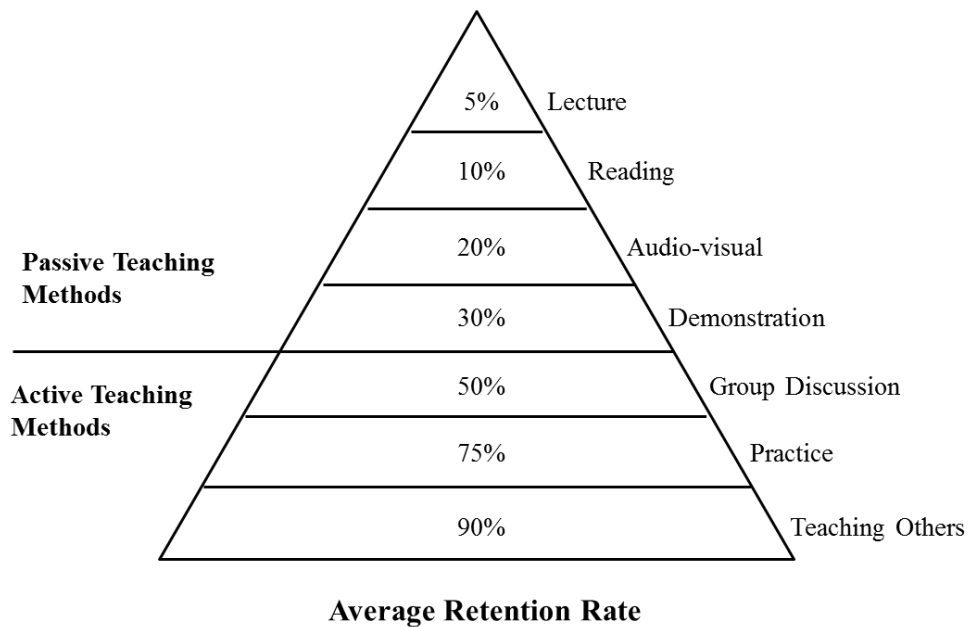 5% Lecture
10% Reading
20% Audio-visual
Passive Teaching
Methods
30% Demonstration
Active Teaching
Methods
50% Group Discussion
75% Practice
90% Teaching Others
Average Retention Rate